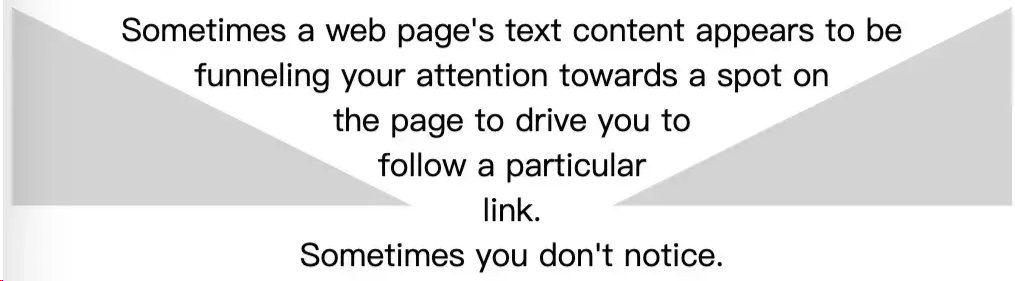 Sometimes a web page's text content appears to be
funneling your attention towards a spot on
the page to drive you to
follow a particular
link.
Sometimes you don't notice.